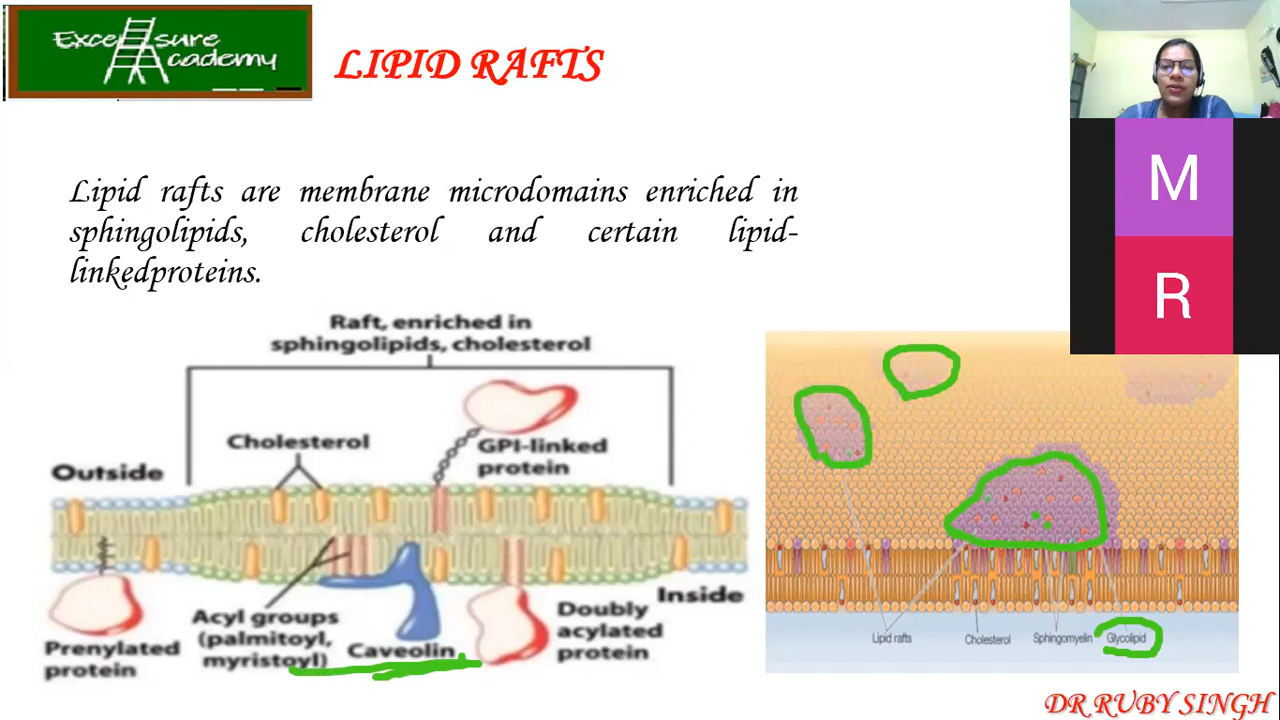 Excel sure
Academy
LIPID RAFTS
Lipid rafts are membrane microdomains enriched in
sphingolipids, cholesterol and certain lipid-
linkedproteins.
M
R
Raft, enriched in
sphingolipids, cholesterol
Cholesterol
GPI-linked
protein
Outside
Inside
Prenylated
protein
Acyl groups
(palmitoyl,
myristoyl)
Caveolin
Doubly
acylated
protein
Lipid rafts
Cholesterol
Sphingomyelin
Glycolipid
DR RUBY SINGH